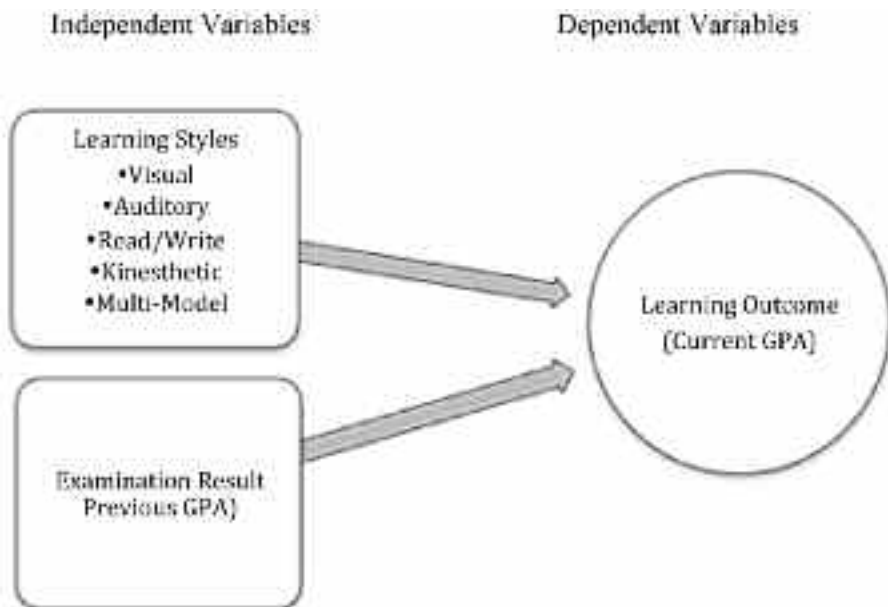 Independent Variables
Dependent Variables
Learning Styles
•Visual
•Auditory
•Read/Write
•Kinesthetic
•Multi-Model
Learning Outcome
(Current GPA)
Examination Result
Previous GPA)